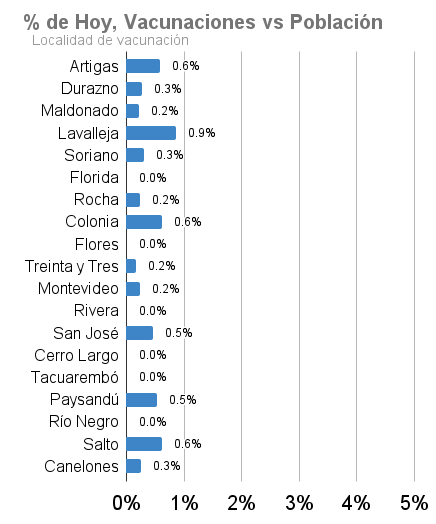 % de Hoy, Vacunaciones vs Población
Localidad de vacunación
Artigas 0.6%
Durazno 0.3%
Maldonado 0.2%
Lavalleja 0.9%
Soriano 0.3%
Florida 0.0%
Rocha 0.2%
Colonia 0.6%
Flores 0.0%
Treinta y Tres 0.2%
Montevideo 0.2%
Rivera 0.0%
San José 0.5%
Cerro Largo 0.0%
Tacuarembó 0.0%
Paysandú 0.5%
Río Negro 0.0%
Salto 0.6%
Canelones 0.3%
0% 1% 2% 3% 4% 5%